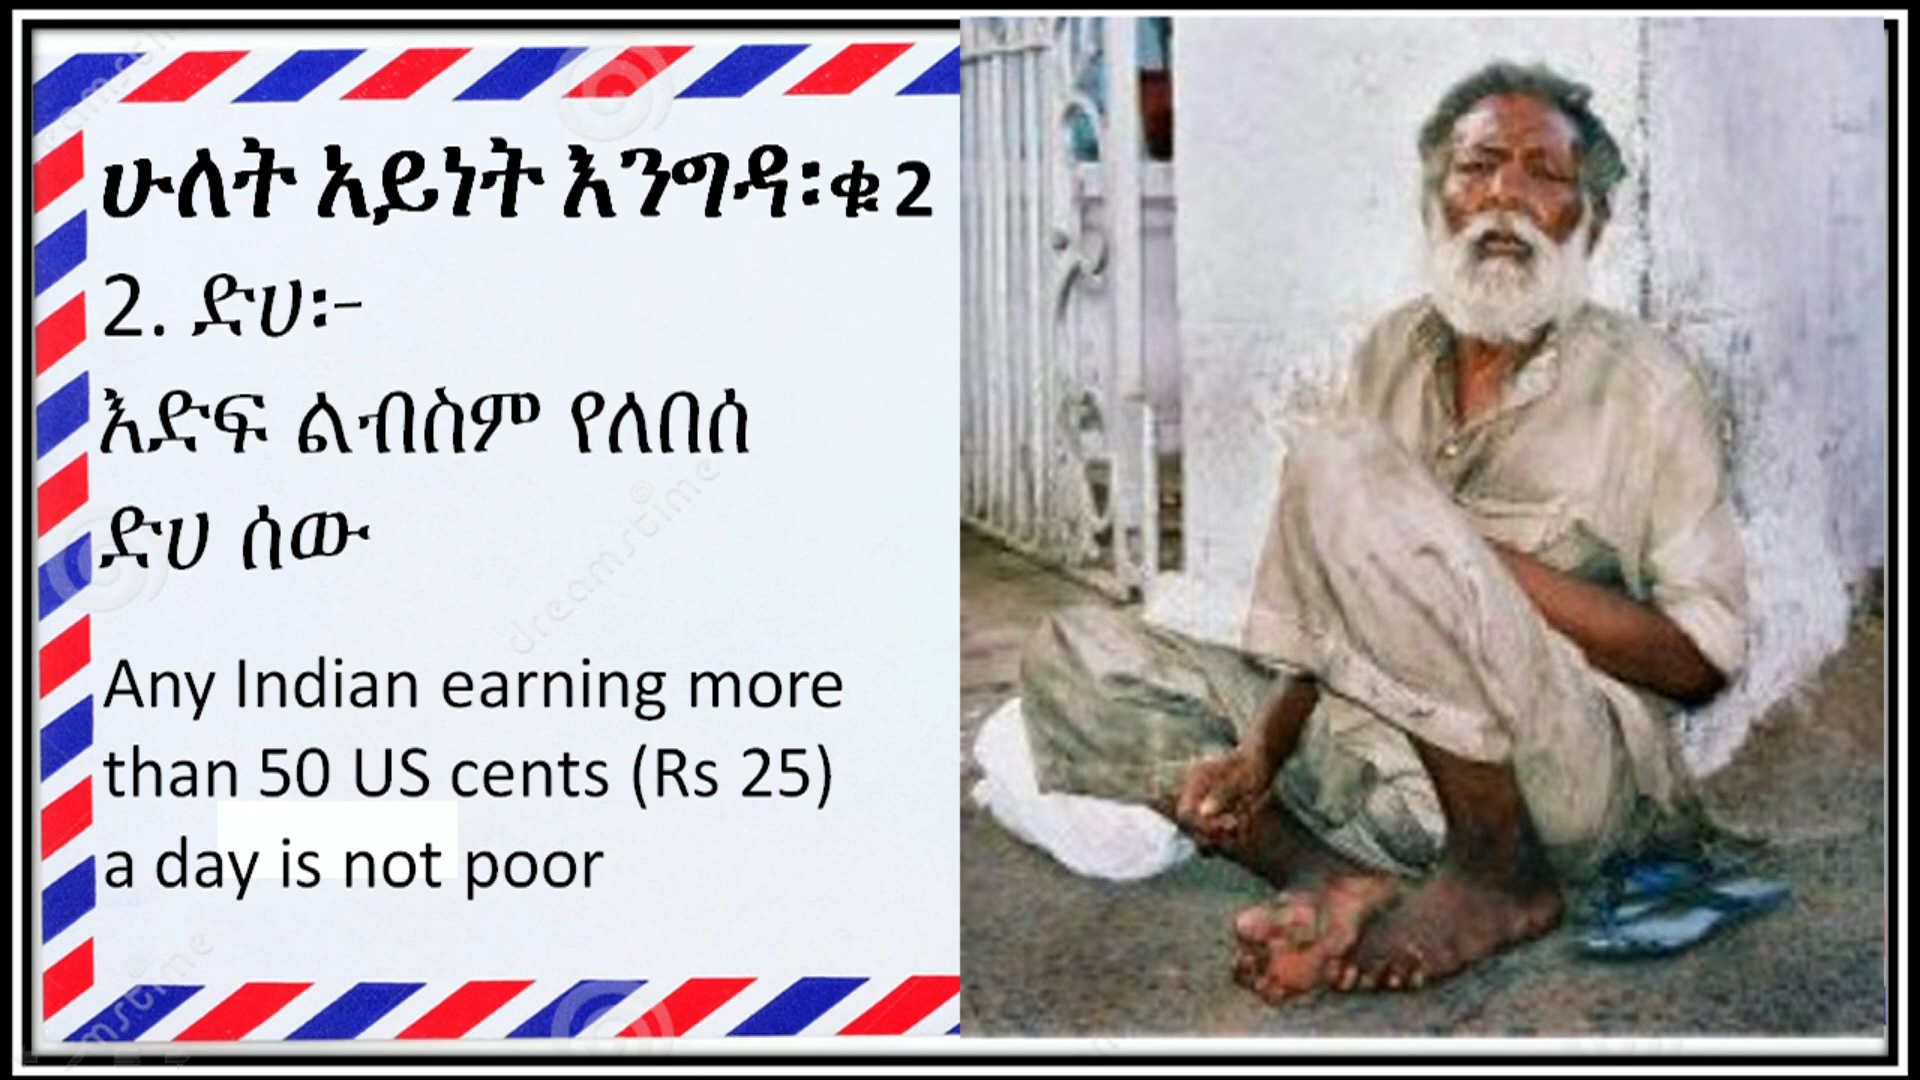 ሁለት አይነት እንግዳ፡ቁ2
2. ድሀ፡-
እድፍ ልብስም የለበሰ
ድሀ ሰው
Any Indian earning more
than 50 US cents (Rs 25)
a day is not poor
dreamstime